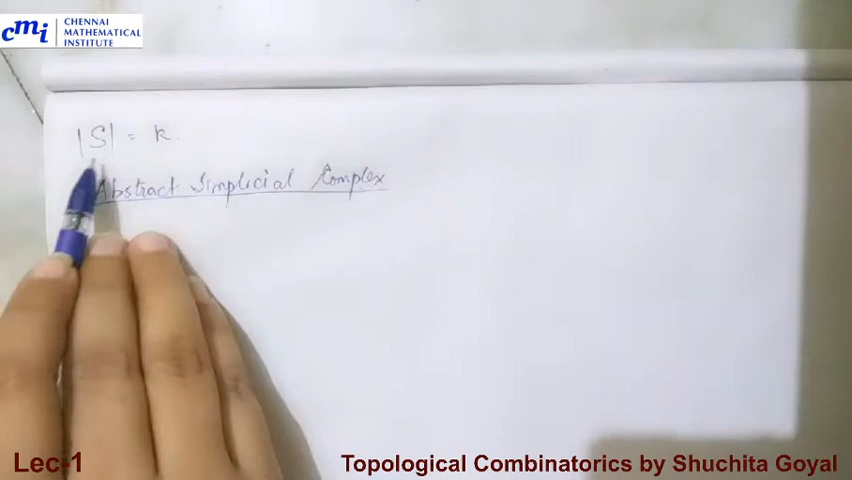 cmi
CHENNAI
MATHEMATICAL
INSTITUTE
|S| = k.
Abstract Simplicial Complex
Lec-1
Topological Combinatorics by Shuchita Goyal